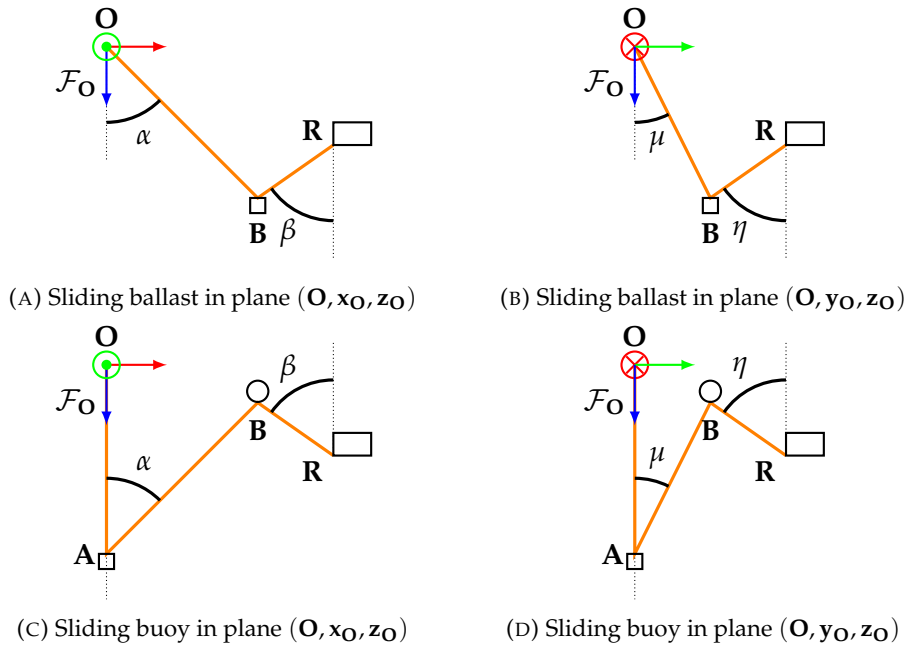 O
O
𝓕_O
α
R
B
β
𝓕_O
μ
R
B
η
(A) Sliding ballast in plane (O, x_O, z_O)
(B) Sliding ballast in plane (O, y_O, z_O)
O
O
𝓕_O
α
β
B
R
A
𝓕_O
μ
η
B
R
A
(C) Sliding buoy in plane (O, x_O, z_O)
(D) Sliding buoy in plane (O, y_O, z_O)